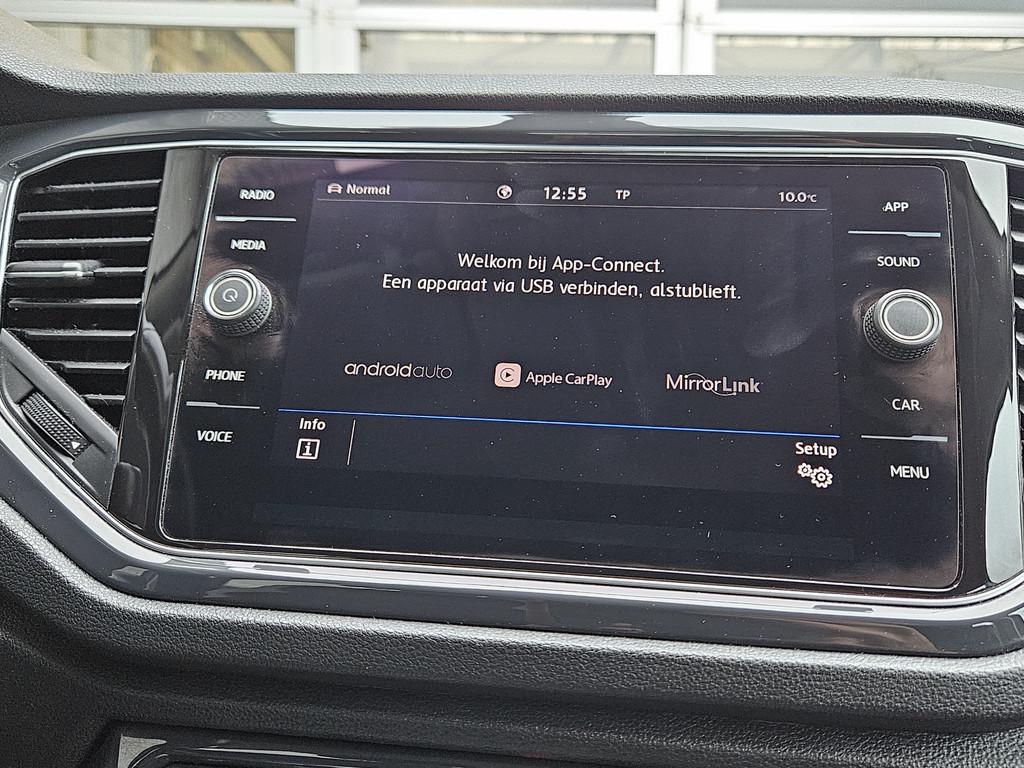 RADIO
MEDIA
PHONE
VOICE
Normal 12:55 TP 10.0°C
Welkom bij App-Connect.
Een apparaat via USB verbinden, alstublieft.
androidauto Apple CarPlay MirrorLink
Info
i
Setup
APP
SOUND
CAR
MENU